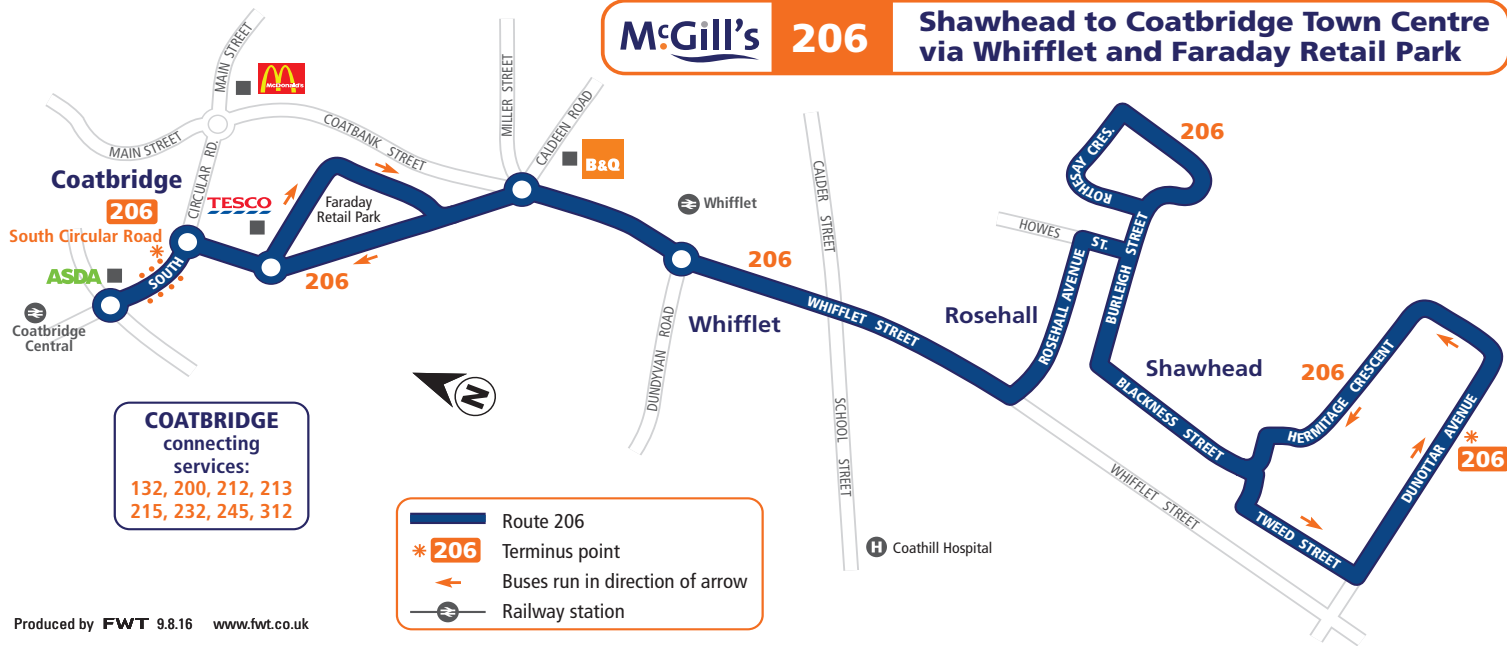 McGill's
206
Shawhead to Coatbridge Town Centre
via Whifflet and Faraday Retail Park
MAIN STREET
McDonald's
MAIN STREET
COATBANK STREET
MILLER STREET
CALDEEN ROAD
B&Q
CIRCULAR RD.
Coatbridge
206
South Circular Road
TESCO
Faraday
Retail Park
SOUTH
ASDA
206
Coatbridge
Central
Whifflet
206
Whifflet
DUNDYVAN ROAD
WHIFFLET STREET
CALDER STREET
SCHOOL STREET
H
Coathill Hospital
ROTHESAY CRES.
206
HOWES
ST.
BURLEIGH STREET
ROSEHALL AVENUE
Rosehall
Shawhead
BLACKNESS STREET
206
HERMITAGE CRESCENT
DUNOTTAR AVENUE
206
TWEED STREET
WHIFFLET STREET
N
COATBRIDGE
connecting
services:
132, 200, 212, 213
215, 232, 245, 312
Route 206
206 Terminus point
Buses run in direction of arrow
Railway station
Produced by FWT 9.8.16 www.fwt.co.uk